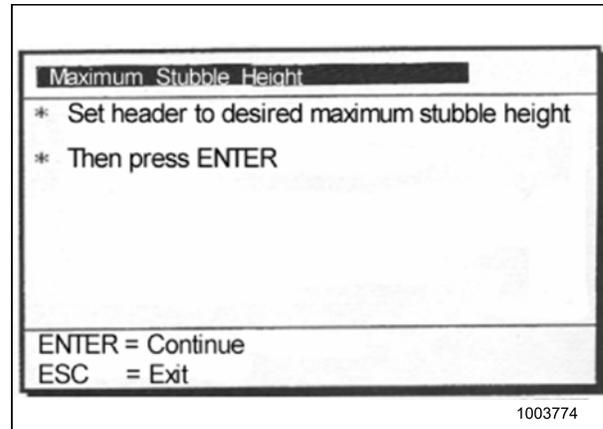 Maximum Stubble Height
* Set header to desired maximum stubble height
* Then press ENTER
ENTER = Continue
ESC = Exit
1003774